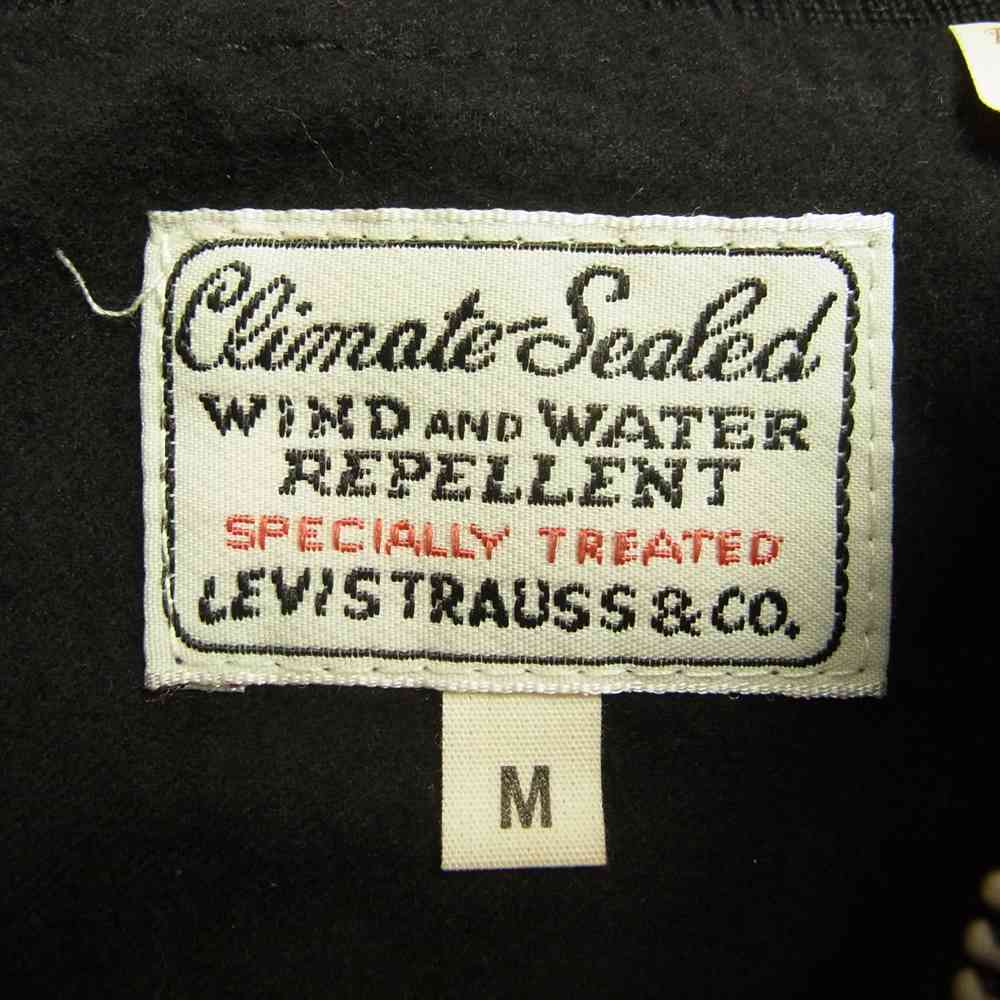 Climate-Sealed
WIND AND WATER
REPELLENT
SPECIALLY TREATED
LEVI STRAUSS & CO.
M